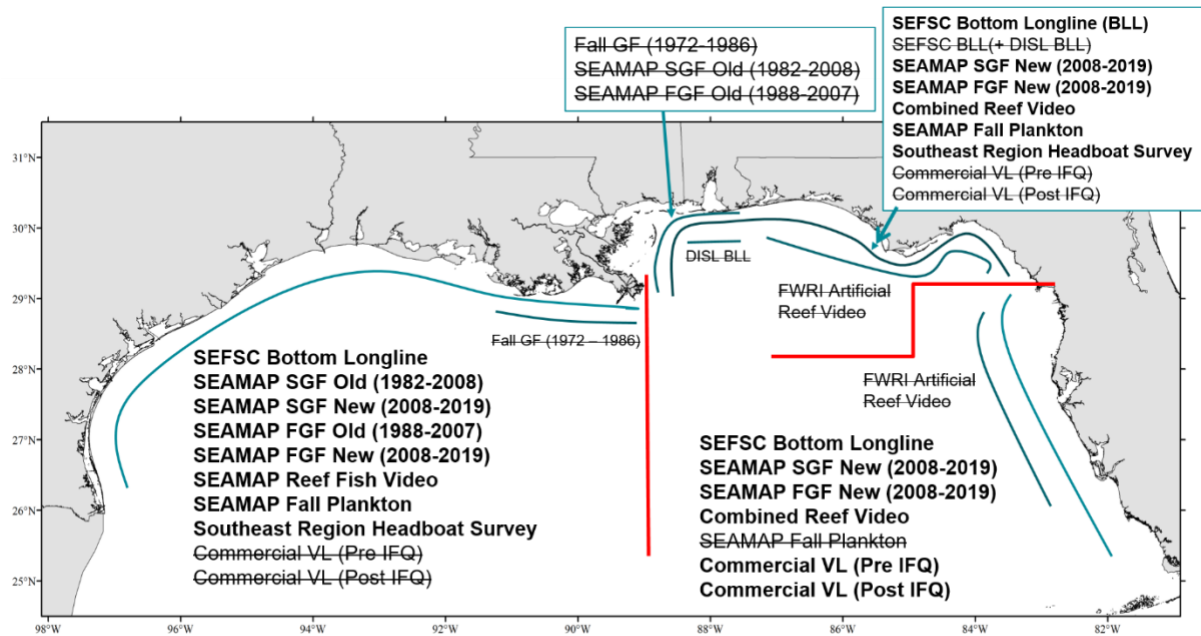 Fall GF (1972-1986)
SEAMAP SGF Old (1982-2008)
SEAMAP FGF Old (1988-2007)
SEFSC Bottom Longline (BLL)
SEFSC BLL(+ DISL BLL)
SEAMAP SGF New (2008-2019)
SEAMAP FGF New (2008-2019)
Combined Reef Video
SEAMAP Fall Plankton
Southeast Region Headboat Survey
Commercial VL (Pre IFQ)
Commercial VL (Post IFQ)
31°N
30°N
29°N
28°N
27°N
26°N
25°N
DISL BLL
FWRI Artificial
Reef Video
Fall GF (1972 – 1986)
SEFSC Bottom Longline
SEAMAP SGF Old (1982-2008)
SEAMAP SGF New (2008-2019)
SEAMAP FGF Old (1988-2007)
SEAMAP FGF New (2008-2019)
SEAMAP Reef Fish Video
SEAMAP Fall Plankton
Southeast Region Headboat Survey
Commercial VL (Pre IFQ)
Commercial VL (Post IFQ)
FWRI Artificial
Reef Video
SEFSC Bottom Longline
SEAMAP SGF New (2008-2019)
SEAMAP FGF New (2008-2019)
Combined Reef Video
SEAMAP Fall Plankton
Commercial VL (Pre IFQ)
Commercial VL (Post IFQ)
98°W
96°W
94°W
92°W
90°W
88°W
86°W
84°W
82°W